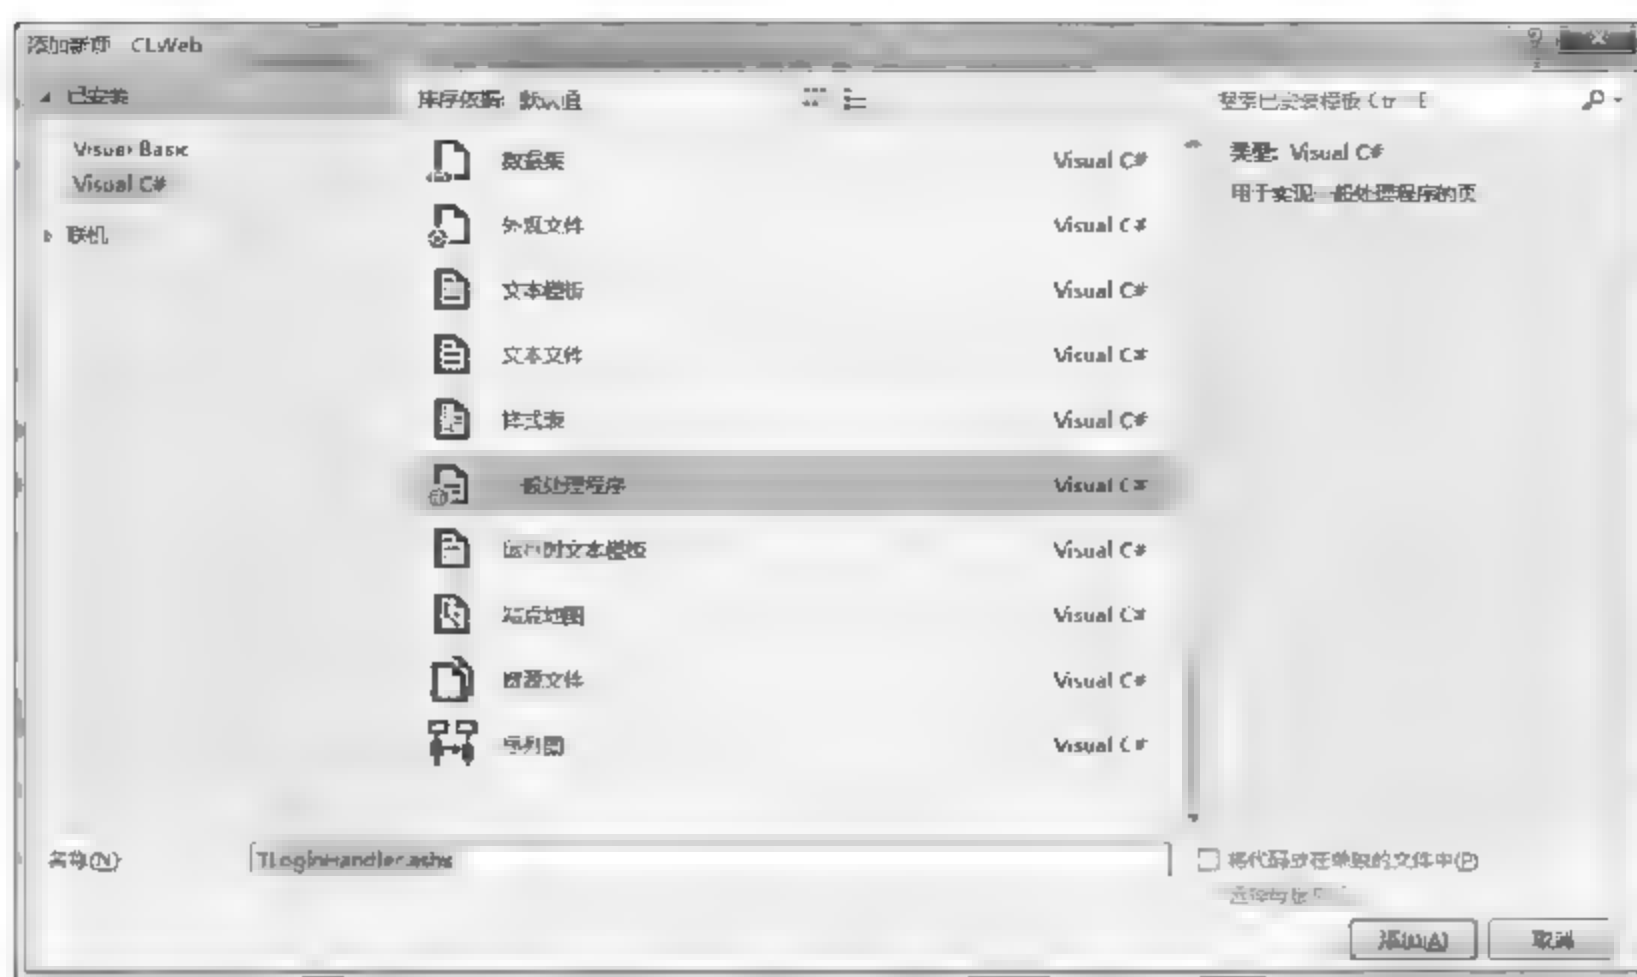 添加新项 CLWeb
已安装
排序依据: 默认值
搜索已安装模板 Ctrl E
Visual Basic
Visual C#
联机
数据集 Visual C#
外观文件 Visual C#
文本模板 Visual C#
文本文件 Visual C#
样式表 Visual C#
一般处理程序 Visual C#
运行时文本模板 Visual C#
站点地图 Visual C#
资源文件 Visual C#
序列图 Visual C#
类型: Visual C#
用于实现一般处理程序的页
名称(N)
TLoginHandler.ashx
将代码放在单独的文件中(P)
添加(A)
取消